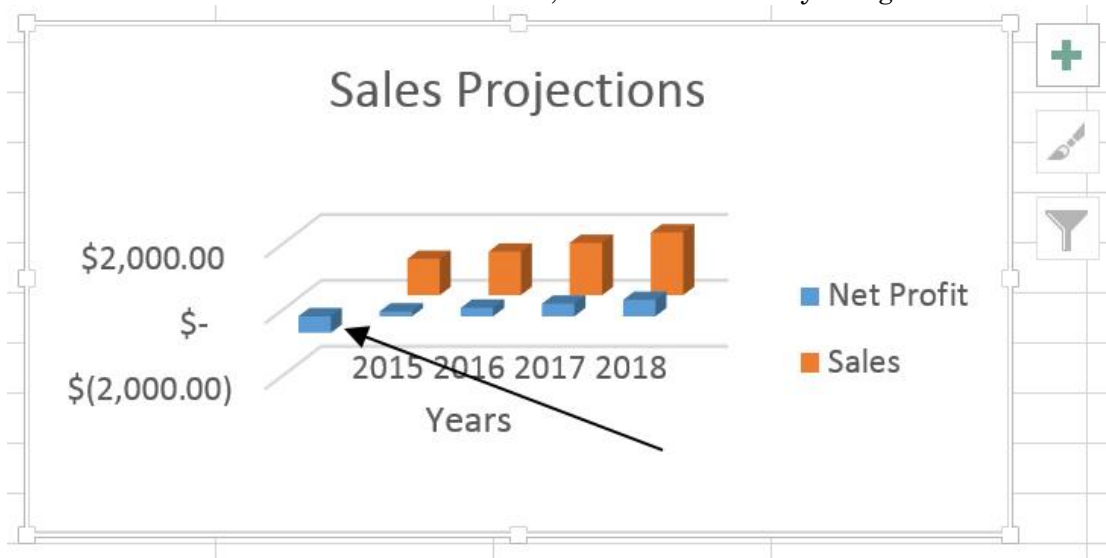 Sales Projections
$2,000.00
$-
$(2,000.00)
2015 2016 2017 2018
Years
Net Profit
Sales